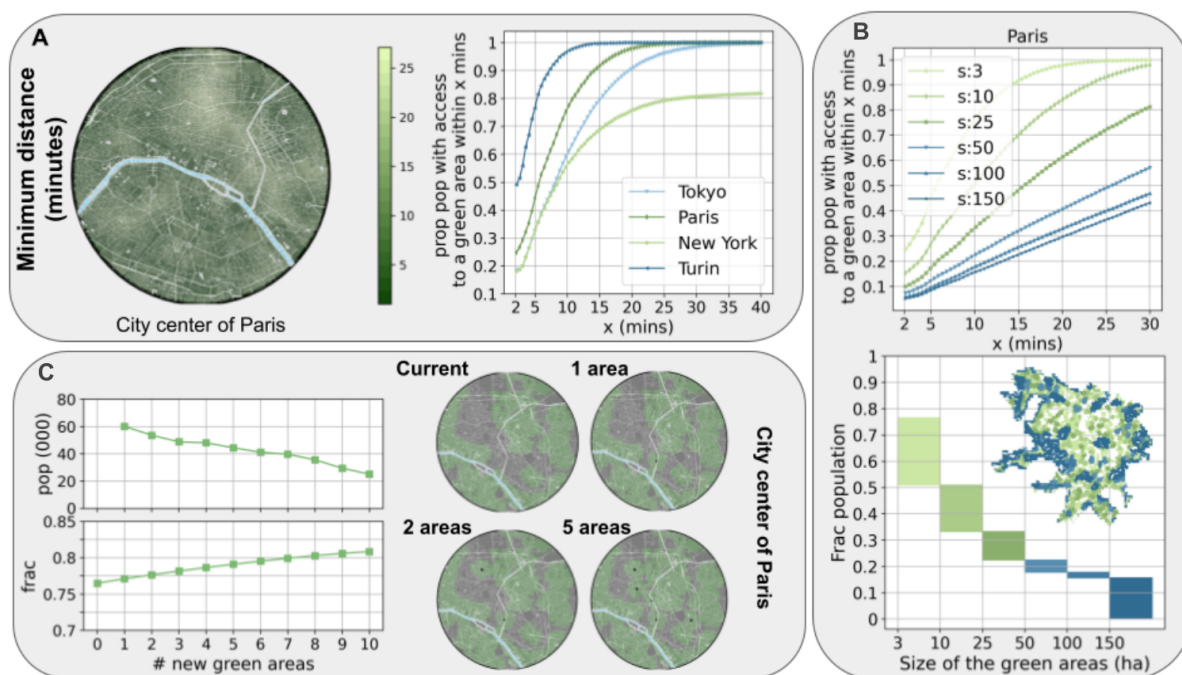 A
Minimum distance
(minutes)
25
20
15
10
5
City center of Paris
prop pop with access
to a green area within x mins
1
0.9
0.8
0.7
0.6
0.5
0.4
0.3
0.2
0.1
Tokyo
Paris
New York
Turin
2 5 10 15 20 25 30 35 40
x (mins)
B
Paris
prop pop with access
to a green area within x mins
1
0.9
0.8
0.7
0.6
0.5
0.4
0.3
0.2
0.1
0
s:3
s:10
s:25
s:50
s:100
s:150
2 5 10 15 20 25 30
x (mins)
Frac population
1
0.9
0.8
0.7
0.6
0.5
0.4
0.3
0.2
0.1
0
3 10 25 50 100 150
Size of the green areas (ha)
C
pop (000)
80
60
40
20
0
frac
0.85
0.8
0.75
0.7
0 1 2 3 4 5 6 7 8 9 10
# new green areas
Current
1 area
2 areas
5 areas
City center of Paris